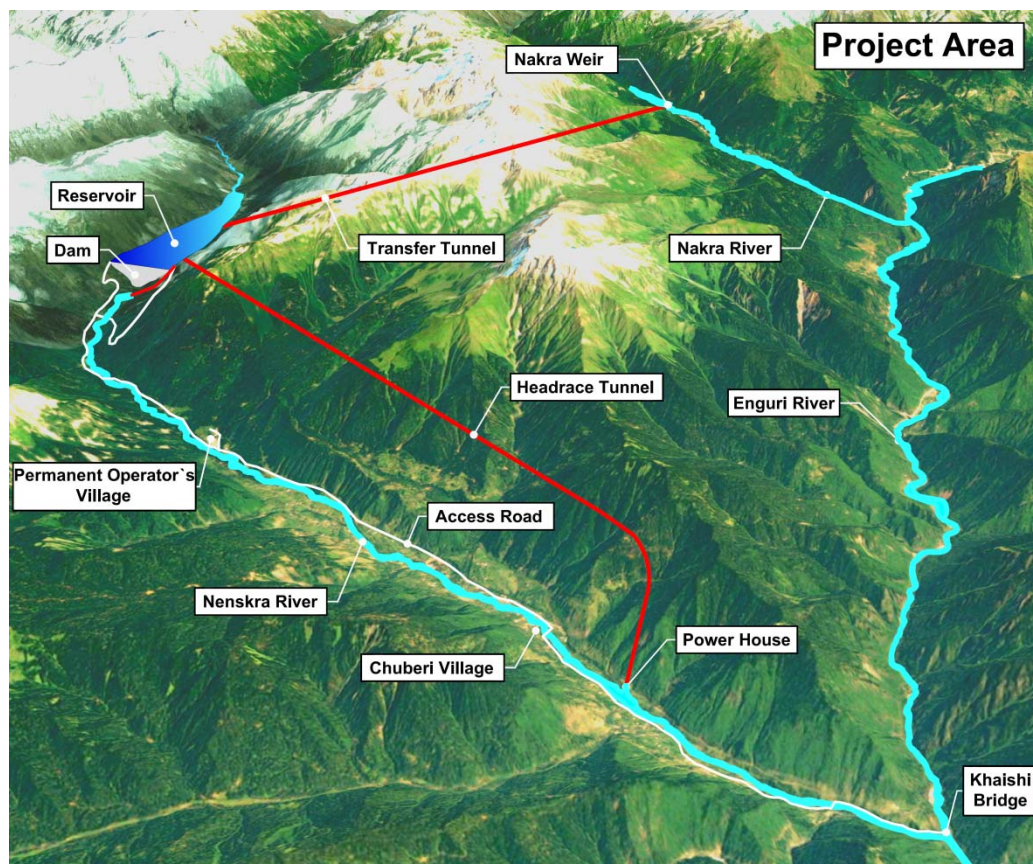 Project Area
Nakra Weir
Reservoir
Dam
Transfer Tunnel
Nakra River
Headrace Tunnel
Enguri River
Permanent Operator`s
Village
Access Road
Nenskra River
Power House
Chuberi Village
Khaishi
Bridge